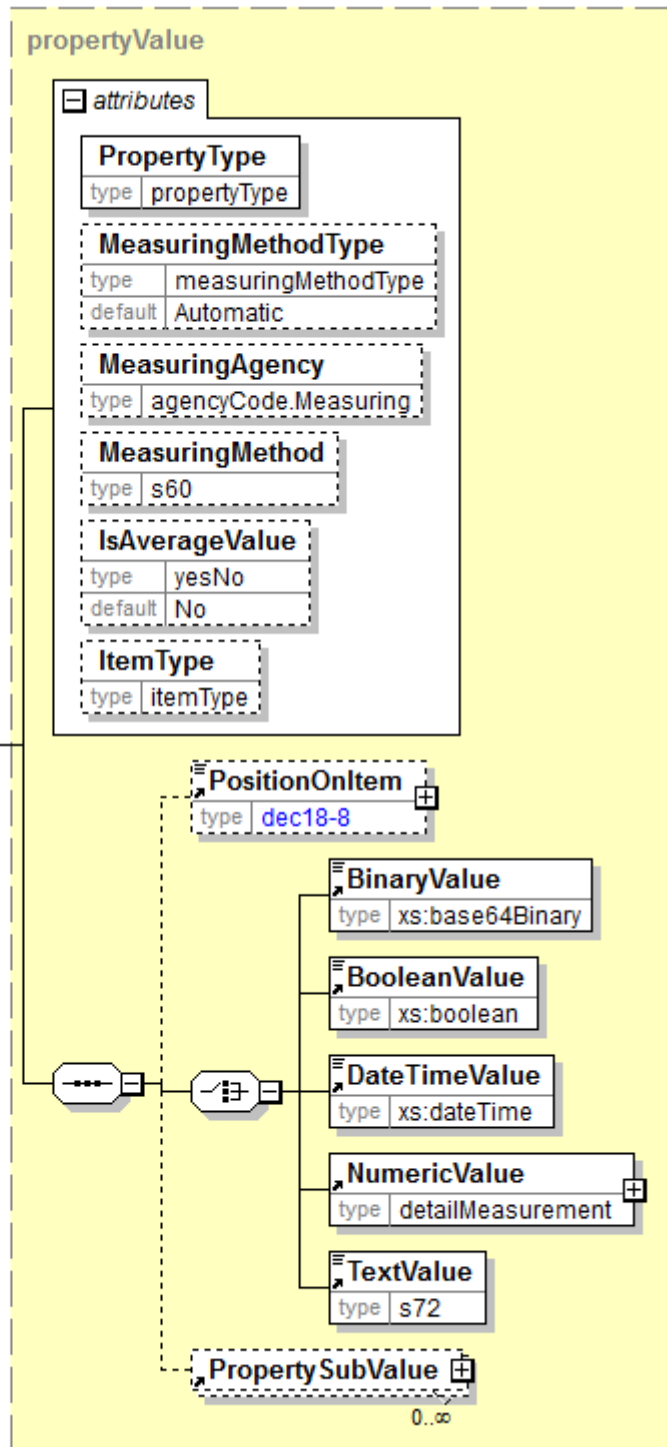 propertyValue
attributes
PropertyType
type propertyType
MeasuringMethodType
type measuringMethodType
default Automatic
MeasuringAgency
type agencyCode.Measuring
MeasuringMethod
type s60
IsAverageValue
type yesNo
default No
ItemType
type itemType
PositionOnItem
type dec18-8
BinaryValue
type xs:base64Binary
BooleanValue
type xs:boolean
DateTimeValue
type xs:dateTime
NumericValue
type detailMeasurement
TextValue
type s72
PropertySubValue
0..∞